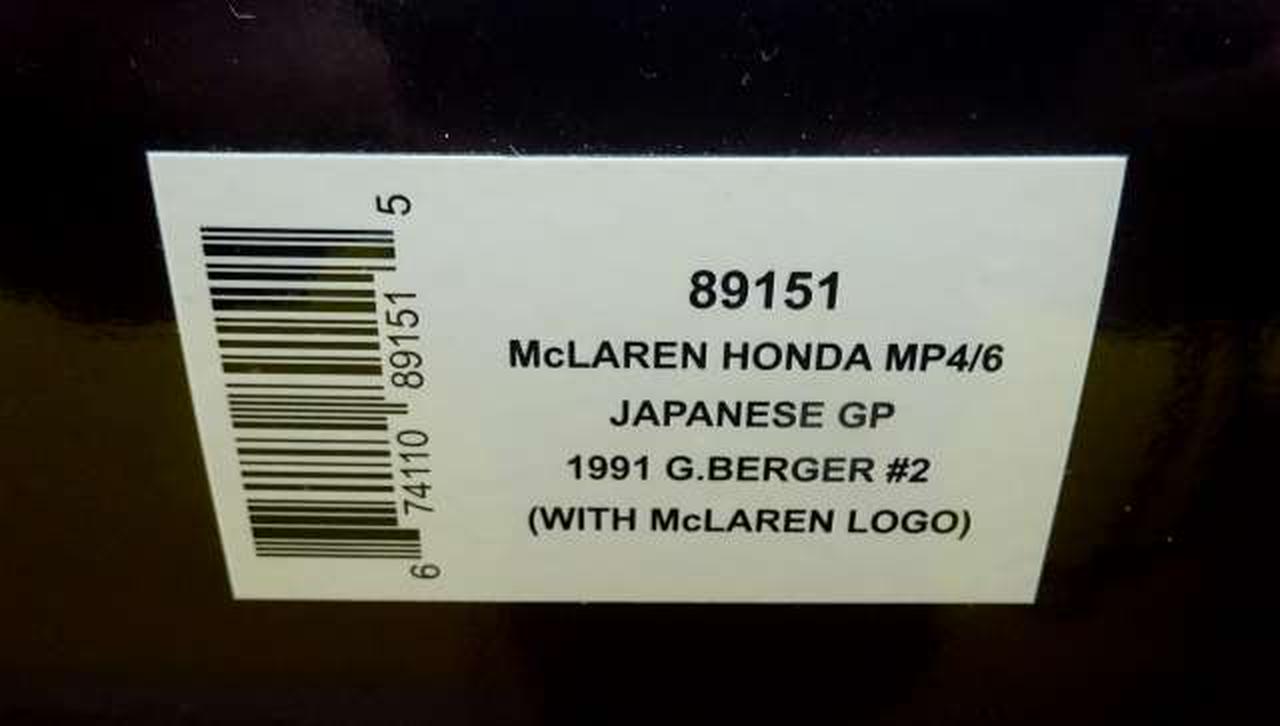 6 74110 89151 5
89151
McLAREN HONDA MP4/6
JAPANESE GP
1991 G.BERGER #2
(WITH McLAREN LOGO)